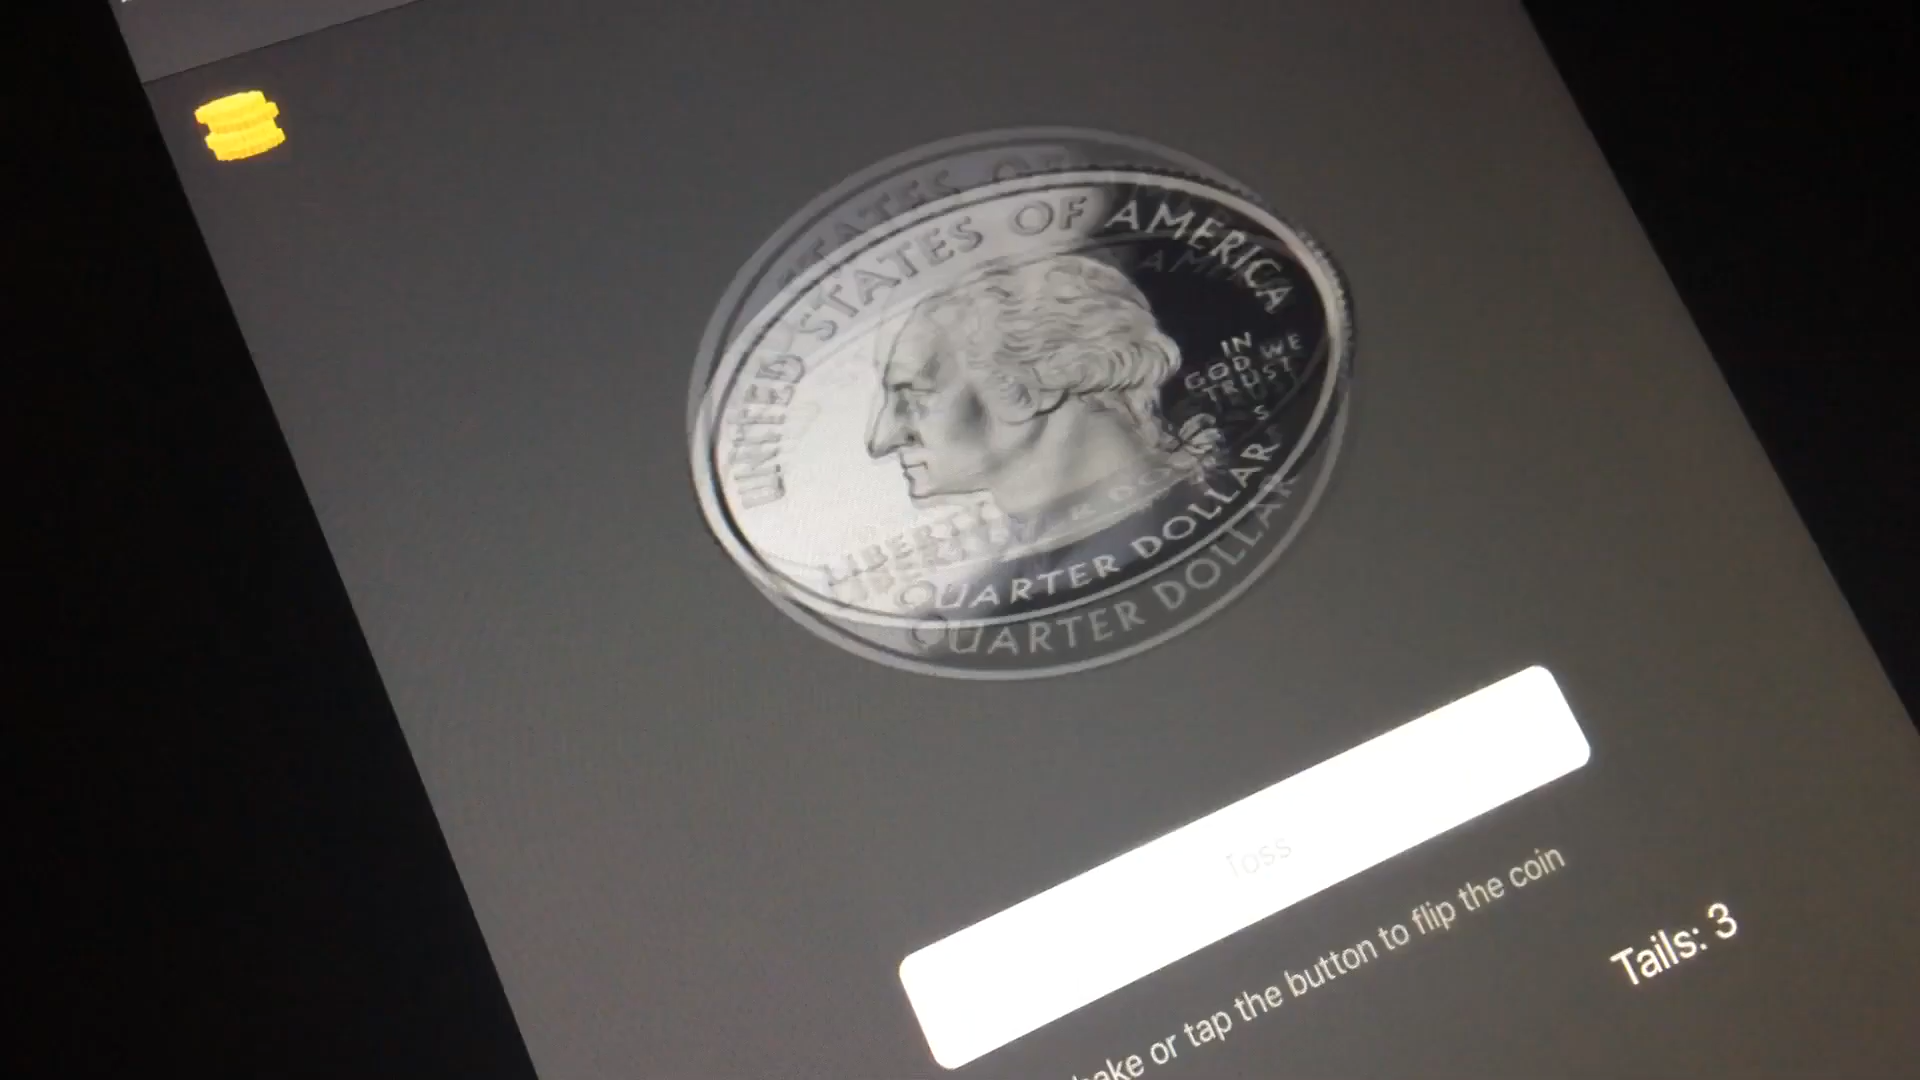 UNITED STATES OF AMERICA
IN
GOD WE
TRUST
S
LIBERTY
QUARTER DOLLAR
QUARTER DOLLAR
Toss
or tap the button to flip the coin
Tails: 3